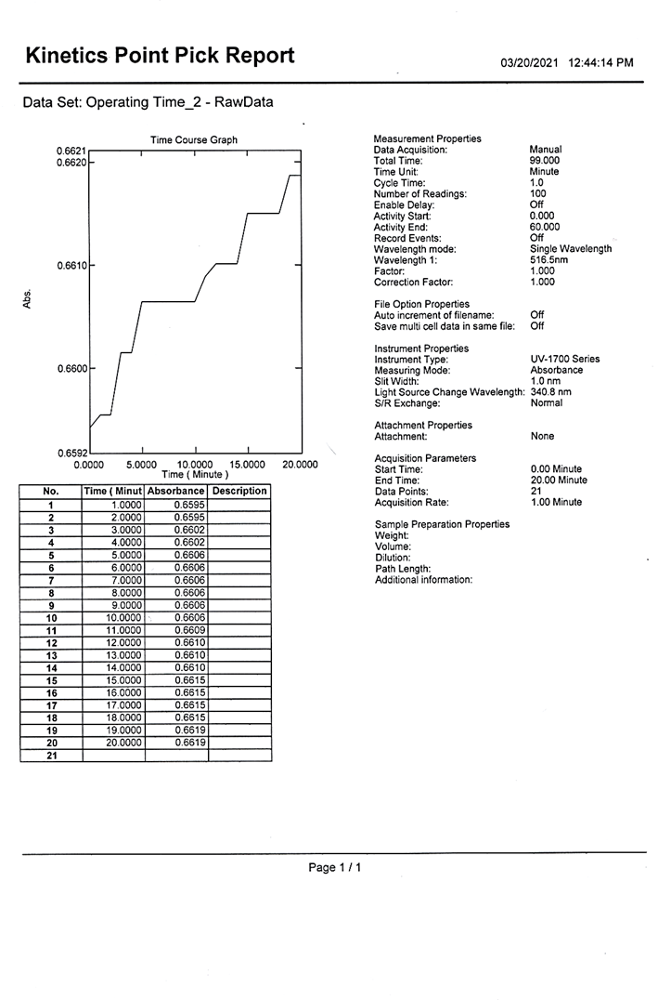 Kinetics Point Pick Report
03/20/2021 12:44:14 PM
Data Set: Operating Time_2 - RawData
Time Course Graph
0.6621
0.6620
0.6610
0.6600
0.6592
Abs.
0.0000 5.0000 10.0000 15.0000 20.0000
Time ( Minute )
No. Time ( Minut Absorbance Description
1 1.0000 0.6595
2 2.0000 0.6595
3 3.0000 0.6602
4 4.0000 0.6602
5 5.0000 0.6606
6 6.0000 0.6606
7 7.0000 0.6606
8 8.0000 0.6606
9 9.0000 0.6606
10 10.0000 0.6606
11 11.0000 0.6609
12 12.0000 0.6610
13 13.0000 0.6610
14 14.0000 0.6610
15 15.0000 0.6615
16 16.0000 0.6615
17 17.0000 0.6615
18 18.0000 0.6615
19 19.0000 0.6619
20 20.0000 0.6619
21
Measurement Properties
Data Acquisition: Manual
Total Time: 99.000
Time Unit: Minute
Cycle Time: 1.0
Number of Readings: 100
Enable Delay: Off
Activity Start: 0.000
Activity End: 60.000
Record Events: Off
Wavelength mode: Single Wavelength
Wavelength 1: 516.5nm
Factor: 1.000
Correction Factor: 1.000
File Option Properties
Auto increment of filename: Off
Save multi cell data in same file: Off
Instrument Properties
Instrument Type: UV-1700 Series
Measuring Mode: Absorbance
Slit Width: 1.0 nm
Light Source Change Wavelength: 340.8 nm
S/R Exchange: Normal
Attachment Properties
Attachment: None
Acquisition Parameters
Start Time: 0.00 Minute
End Time: 20.00 Minute
Data Points: 21
Acquisition Rate: 1.00 Minute
Sample Preparation Properties
Weight:
Volume:
Dilution:
Path Length:
Additional information:
Page 1 / 1